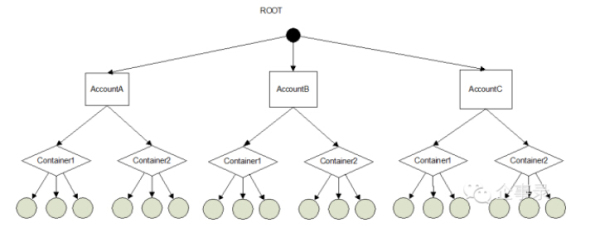 ROOT
AccountA
AccountB
AccountC
Container1
Container2
Container1
Container2
Container1
Container2